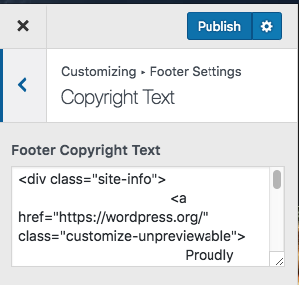 Publish
Customizing ▸ Footer Settings
Copyright Text
Footer Copyright Text
<div class="site-info">
<a
href="https://wordpress.org/"
class="customize-unpreviewable">
Proudly